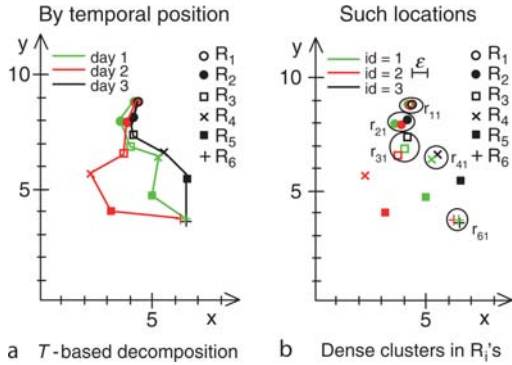 By temporal position
y
10
5
5
x
day 1
day 2
day 3
R1
R2
R3
R4
R5
R6
a T - based decomposition
Such locations
y
10
5
5
x
id = 1
id = 2
id = 3
ε
R1
R2
R3
R4
R5
R6
r11
r21
r31
r41
r61
b Dense clusters in Ri's